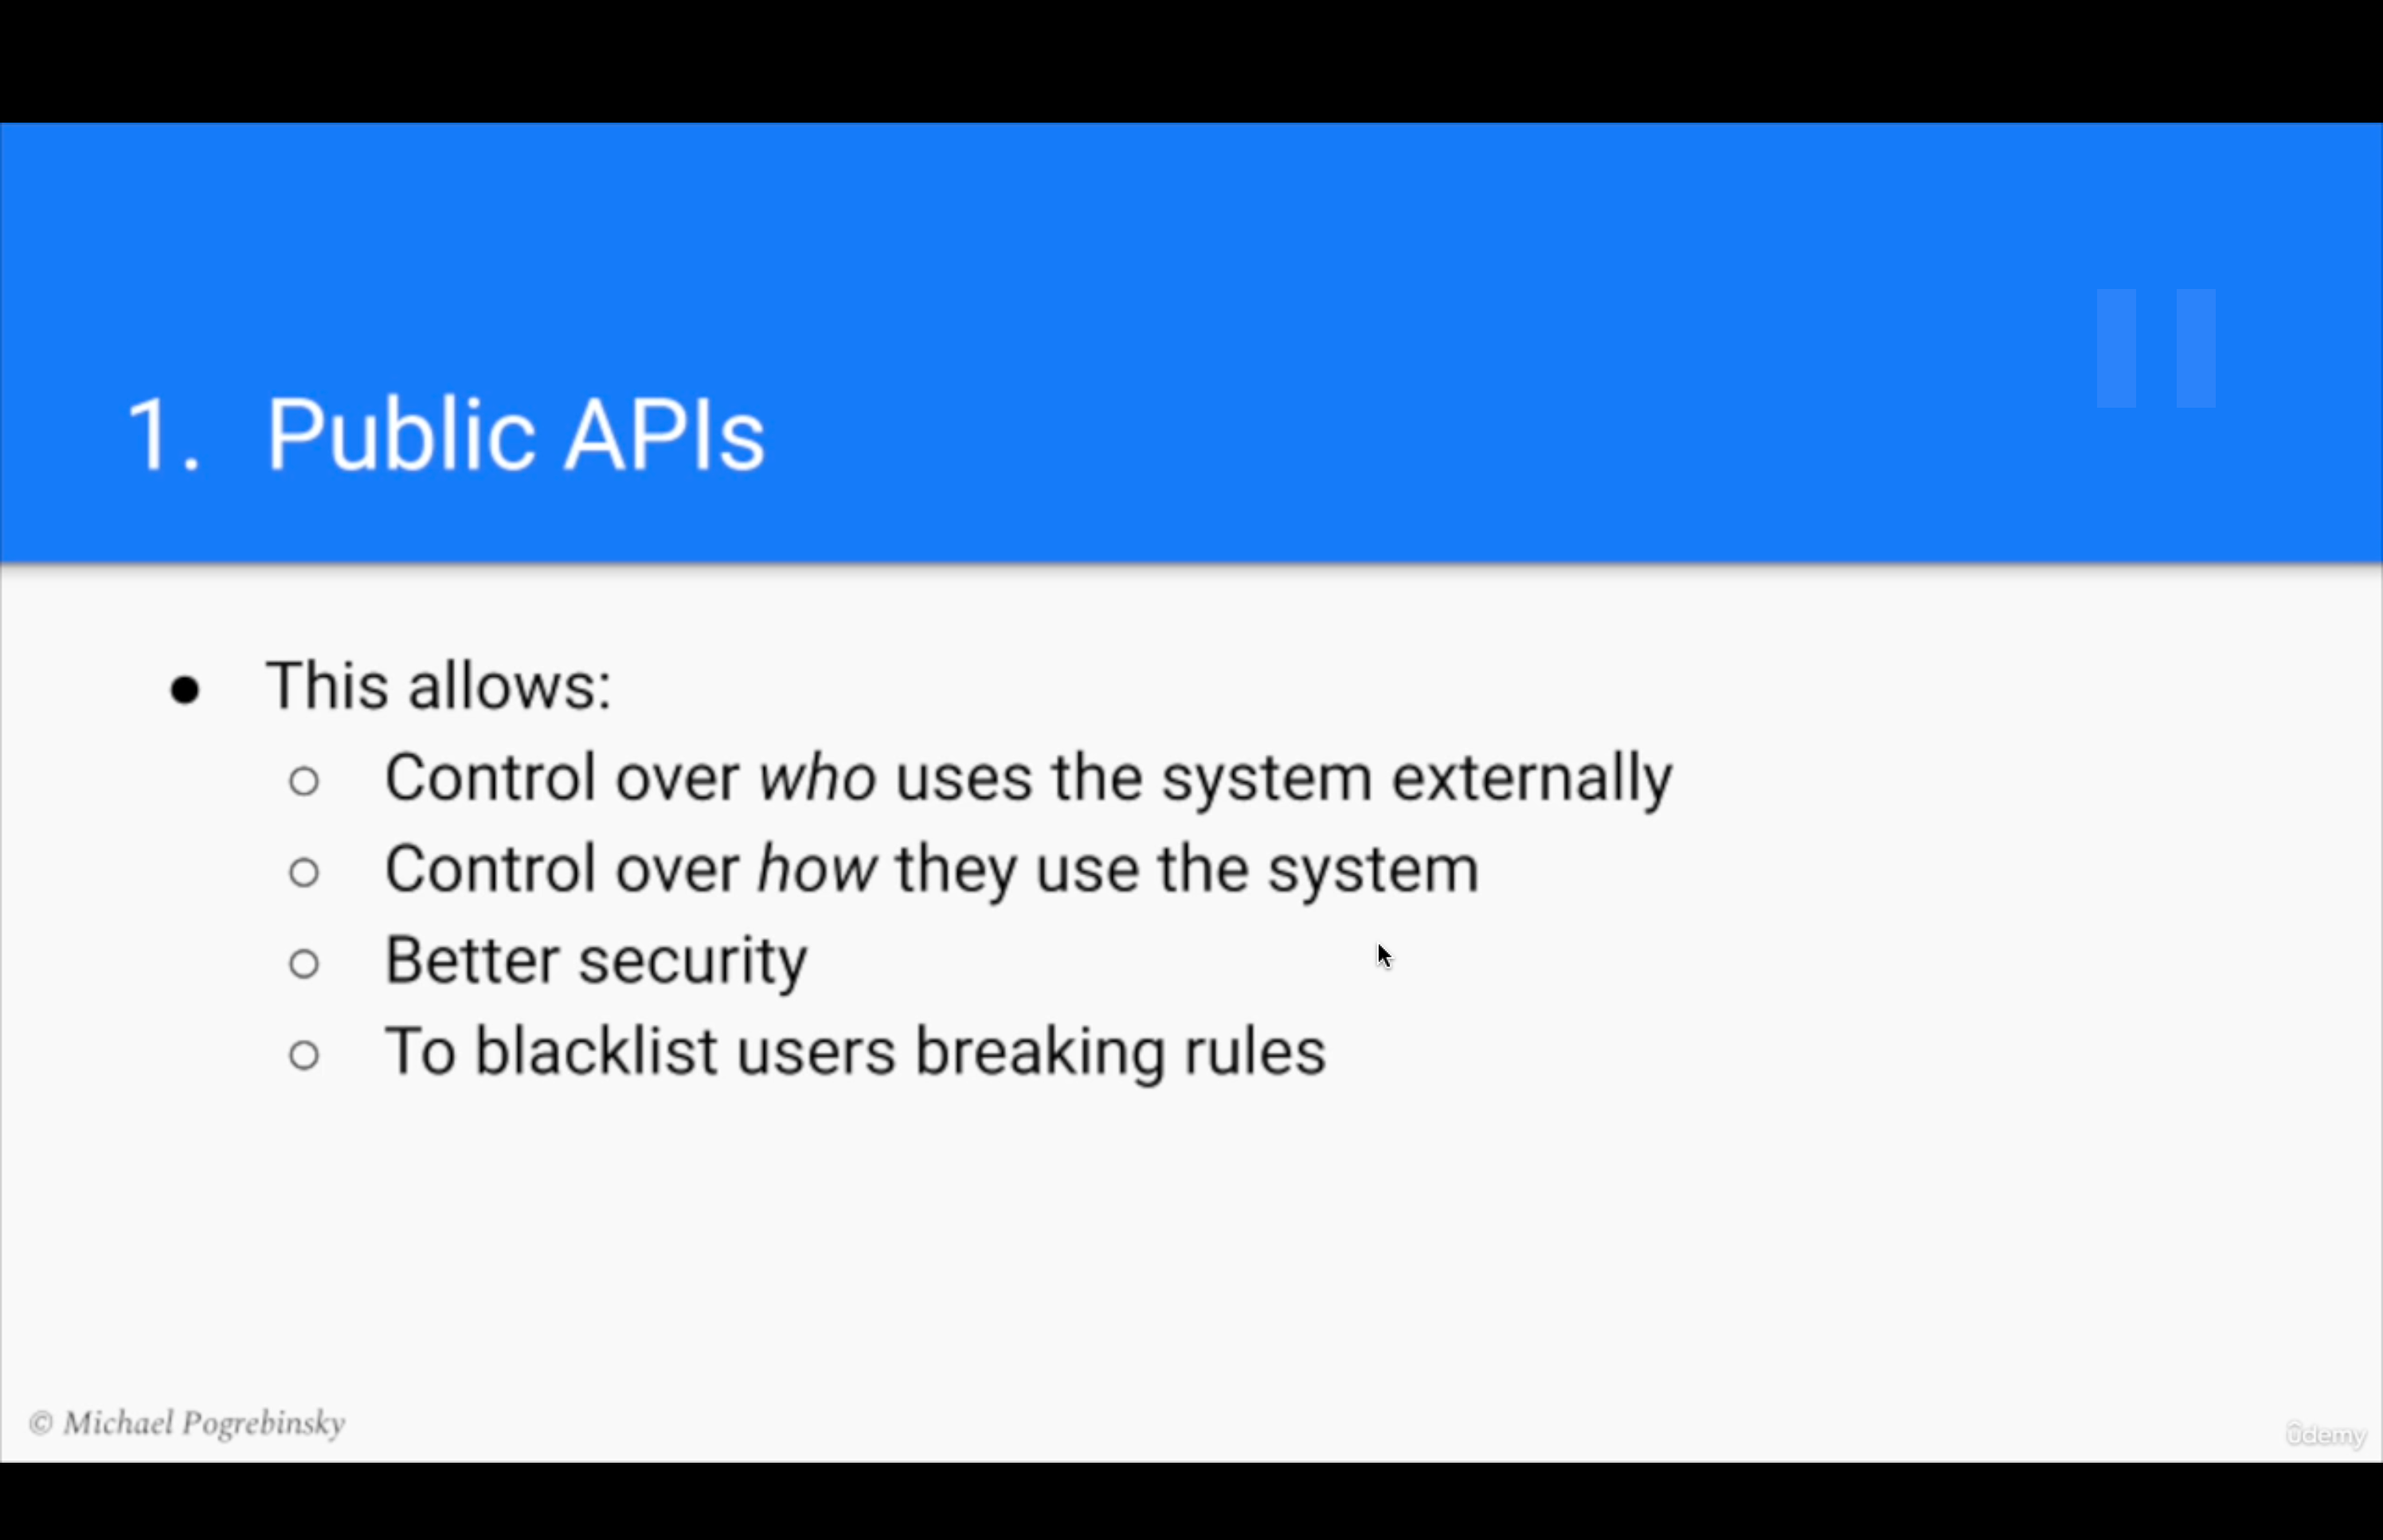 1. Public APIs
● This allows:
○ Control over who uses the system externally
○ Control over how they use the system
○ Better security
○ To blacklist users breaking rules
© Michael Pogrebinsky
ûdemy